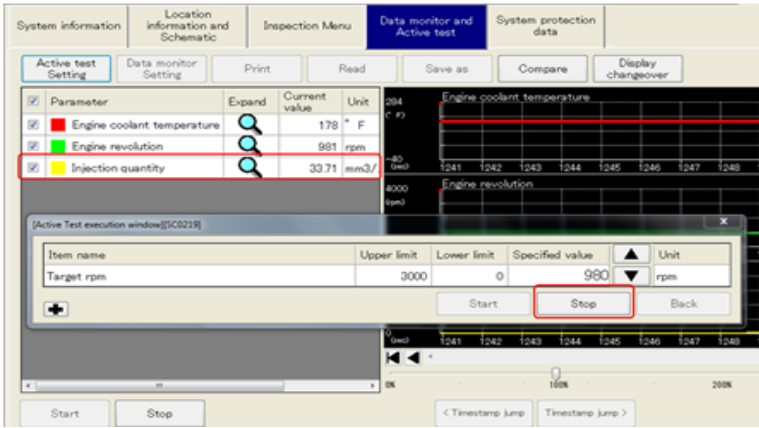 System information
Location information and Schematic
Inspection Menu
Data monitor and Active test
System protection data
Active test Setting
Data monitor Setting
Print
Read
Save as
Compare
Display changeover
Parameter Expand Current value Unit
Engine coolant temperature 178 ° F
Engine revolution 981 rpm
Injection quantity 33.71 mm3/
284 Engine coolant temperature
(° F)
-40
(sec) 1241 1242 1243 1244 1245 1246 1247 1248
4000 Engine revolution
(rpm)
[Active Test execution window][SC0219] x
Item name Upper limit Lower limit Specified value ▲ Unit
Target rpm 3000 0 980 ▼ rpm
Start Stop Back
0
(sec) 1241 1242 1243 1244 1245 1246 1247 1248
0% 100% 200%
Start Stop
< Timestamp jump Timestamp jump >